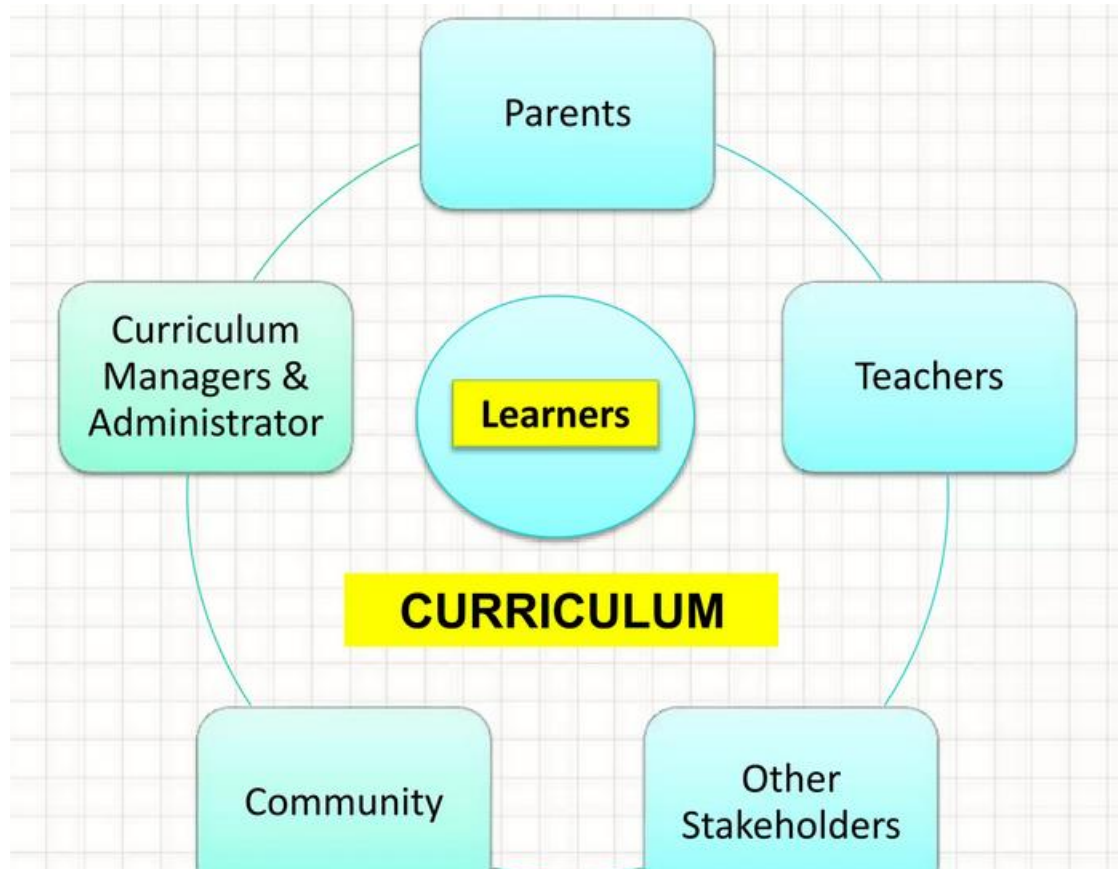 Parents
Curriculum
Managers &
Administrator
Learners
Teachers
CURRICULUM
Community
Other
Stakeholders